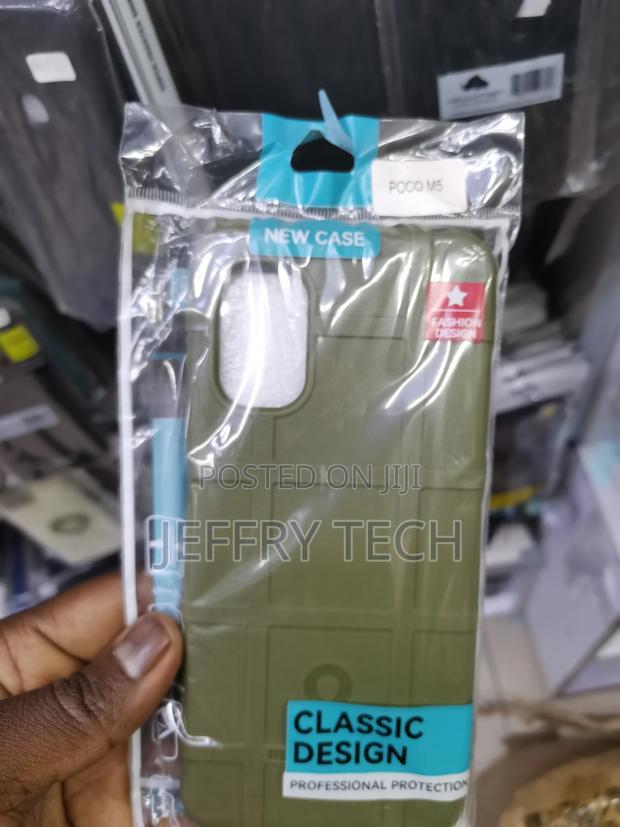 POCO M5
NEW CASE
FASHION
DESIGN
POSTED ON JIJI
JEFFRY TECH
CLASSIC
DESIGN
PROFESSIONAL PROTECTION